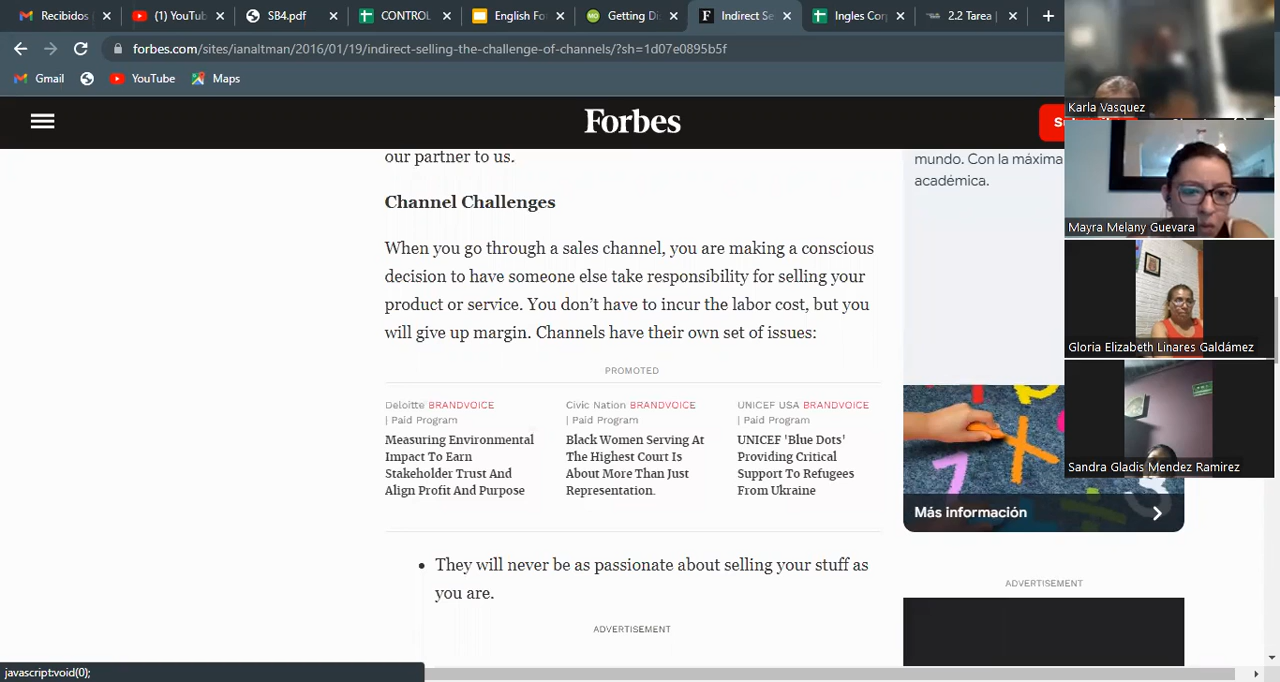 Recibidos
(1) YouTub
SB4.pdf
CONTROL
English Fo
Getting Di
Indirect Se
Ingles Cor
2.2 Tarea |
forbes.com/sites/ianaltman/2016/01/19/indirect-selling-the-challenge-of-channels/?sh=1d07e0895b5f
Gmail
YouTube
Maps
Forbes
our partner to us.
Channel Challenges
When you go through a sales channel, you are making a conscious
decision to have someone else take responsibility for selling your
product or service. You don’t have to incur the labor cost, but you
will give up margin. Channels have their own set of issues:
PROMOTED
Deloitte BRANDVOICE
| Paid Program
Measuring Environmental
Impact To Earn
Stakeholder Trust And
Align Profit And Purpose
Civic Nation BRANDVOICE
| Paid Program
Black Women Serving At
The Highest Court Is
About More Than Just
Representation.
UNICEF USA BRANDVOICE
| Paid Program
UNICEF 'Blue Dots'
Providing Critical
Support To Refugees
From Ukraine
• They will never be as passionate about selling your stuff as
you are.
ADVERTISEMENT
mundo. Con la máxima
académica.
Más información
ADVERTISEMENT
Karla Vasquez
Mayra Melany Guevara
Gloria Elizabeth Linares Galdámez
Sandra Gladis Mendez Ramirez
javascript:void(0);